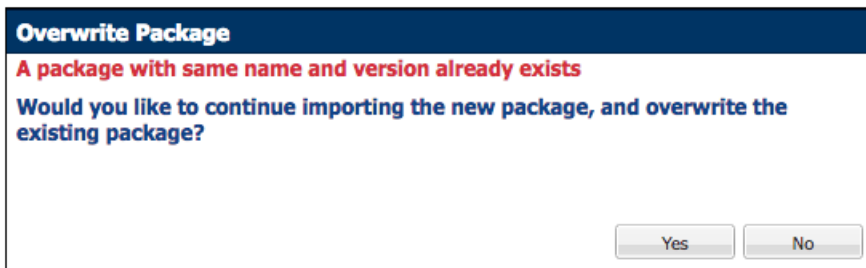 Overwrite Package
A package with same name and version already exists
Would you like to continue importing the new package, and overwrite the
existing package?
Yes
No